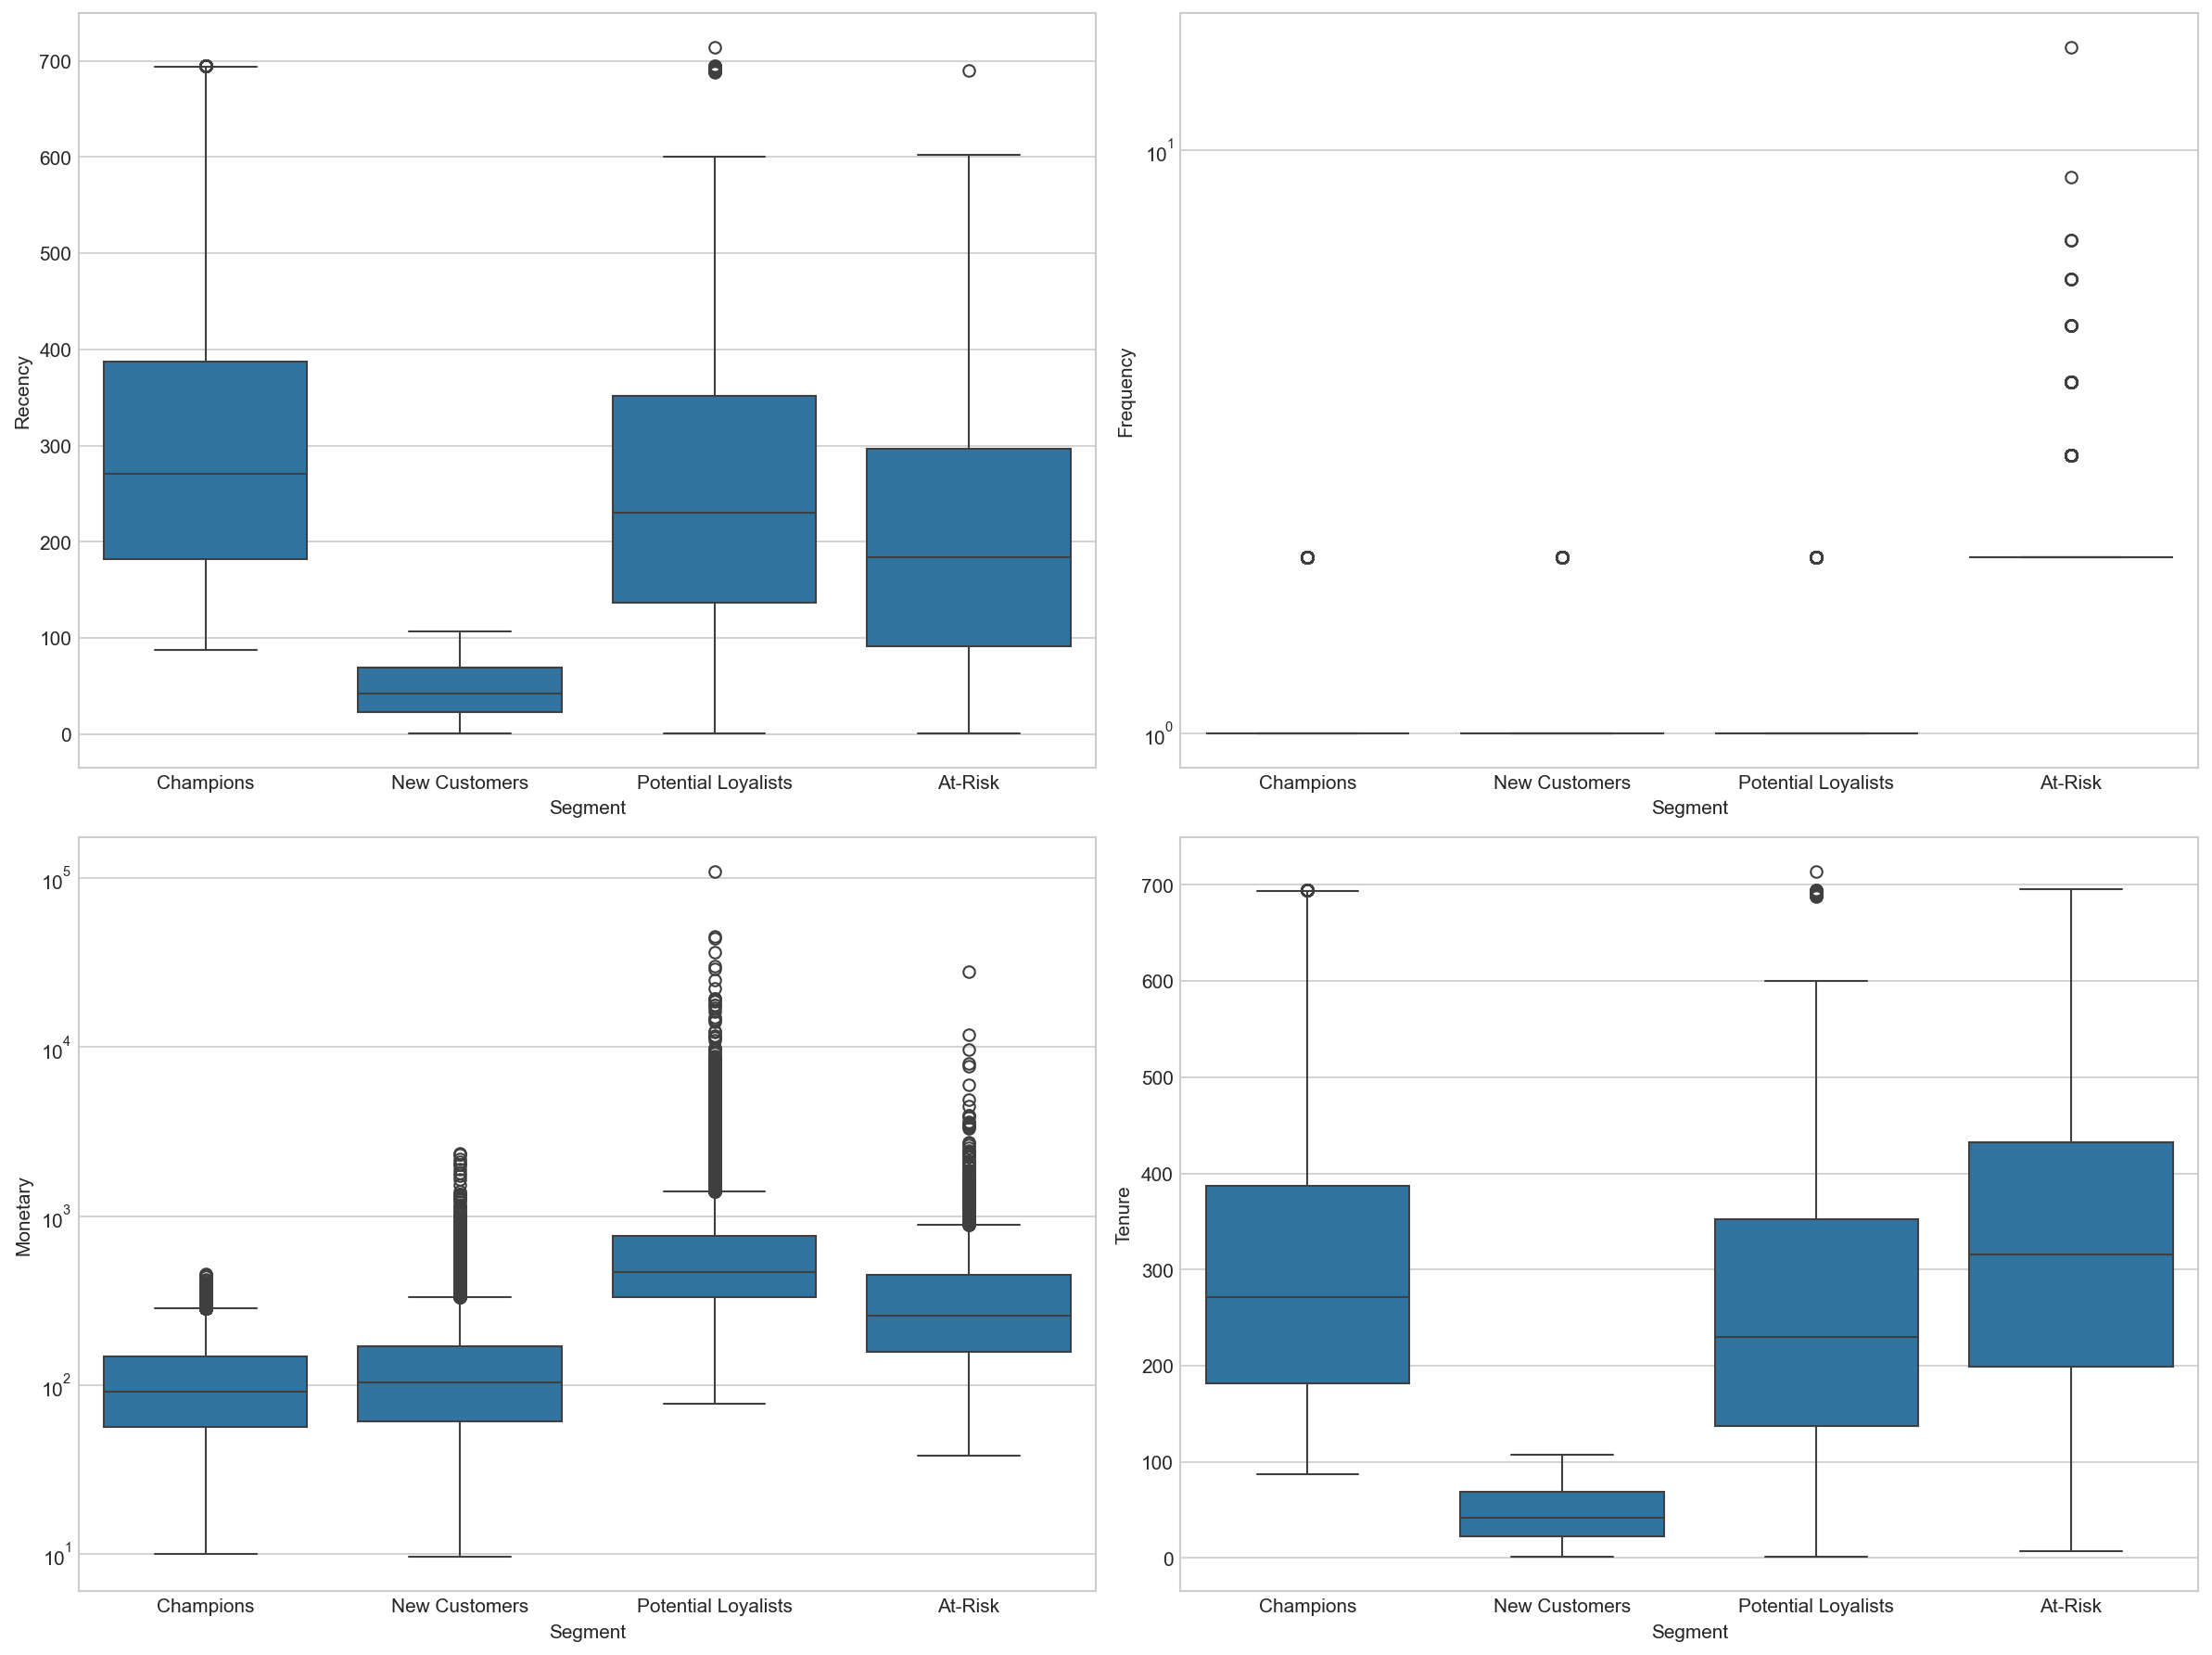 700
600
500
400
300
200
100
0
Recency
Champions New Customers Potential Loyalists At-Risk
Segment
10^1
10^0
Frequency
Champions New Customers Potential Loyalists At-Risk
Segment
10^5
10^4
10^3
10^2
10^1
Monetary
Champions New Customers Potential Loyalists At-Risk
Segment
700
600
500
400
300
200
100
0
Tenure
Champions New Customers Potential Loyalists At-Risk
Segment